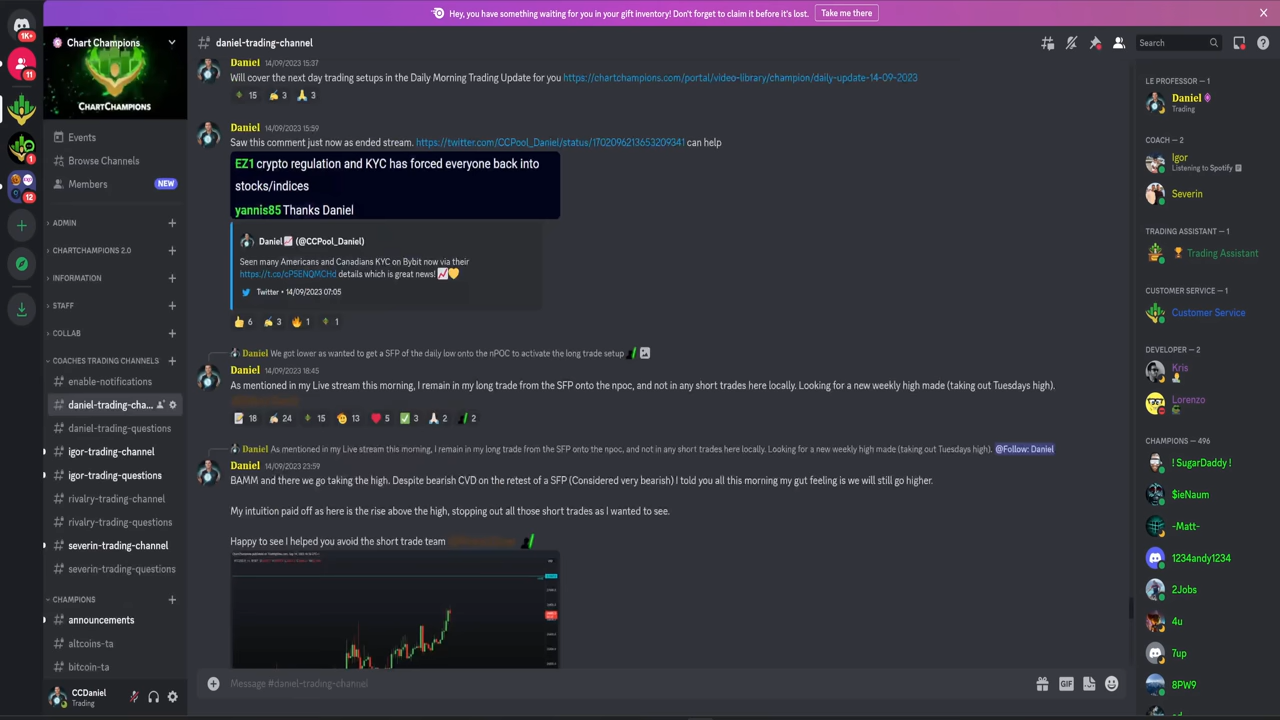 Hey, you have something waiting for you in your gift inventory! Don't forget to claim it before it's lost.
Take me there
1K+
11
1
12
Chart Champions
CHARTCHAMPIONS
Events
Browse Channels
Members
NEW
ADMIN
CHARTCHAMPIONS 2.0
INFORMATION
STAFF
COLLAB
COACHES TRADING CHANNELS
enable-notifications
daniel-trading-cha...
daniel-trading-questions
igor-trading-channel
igor-trading-questions
rivalry-trading-channel
rivalry-trading-questions
severin-trading-channel
severin-trading-questions
CHAMPIONS
announcements
altcoins-ta
bitcoin-ta
CCDaniel
Trading
daniel-trading-channel
Search
Daniel 14/09/2023 15:37
Will cover the next day trading setups in the Daily Morning Trading Update for you https://chartchampions.com/portal/video-library/champion/daily-update-14-09-2023
15 3 3
Daniel 14/09/2023 15:59
Saw this comment just now as ended stream. https://twitter.com/CCPool_Daniel/status/1702096213653209341 can help
EZ1 crypto regulation and KYC has forced everyone back into
stocks/indices
yannis85 Thanks Daniel
Daniel (@CCPool_Daniel)
Seen many Americans and Canadians KYC on Bybit now via their
https://t.co/cP5ENQMCHd details which is great news!
Twitter • 14/09/2023 07:05
6 3 1 1
Daniel We got lower as wanted to get a SFP of the daily low onto the nPOC to activate the long trade setup
Daniel 14/09/2023 18:45
As mentioned in my Live stream this morning, I remain in my long trade from the SFP onto the npoc, and not in any short trades here locally. Looking for a new weekly high made (taking out Tuesdays high).
18 24 15 13 5 3 2 2
Daniel As mentioned in my Live stream this morning, I remain in my long trade from the SFP onto the npoc, and not in any short trades here locally. Looking for a new weekly high made (taking out Tuesdays high). @Follow: Daniel
Daniel 14/09/2023 23:59
BAMM and there we go taking the high. Despite bearish CVD on the retest of a SFP (Considered very bearish) I told you all this morning my gut feeling is we will still go higher.
My intuition paid off as here is the rise above the high, stopping out all those short trades as I wanted to see.
Happy to see I helped you avoid the short trade team
Message #daniel-trading-channel
GIF
LE PROFESSOR — 1
Daniel
Trading
COACH — 2
Igor
Listening to Spotify
Severin
TRADING ASSISTANT — 1
Trading Assistant
CUSTOMER SERVICE — 1
Customer Service
DEVELOPER — 2
Kris
Lorenzo
CHAMPIONS — 496
! SugarDaddy !
$ieNaum
-Matt-
1234andy1234
2Jobs
4u
7up
8PW9